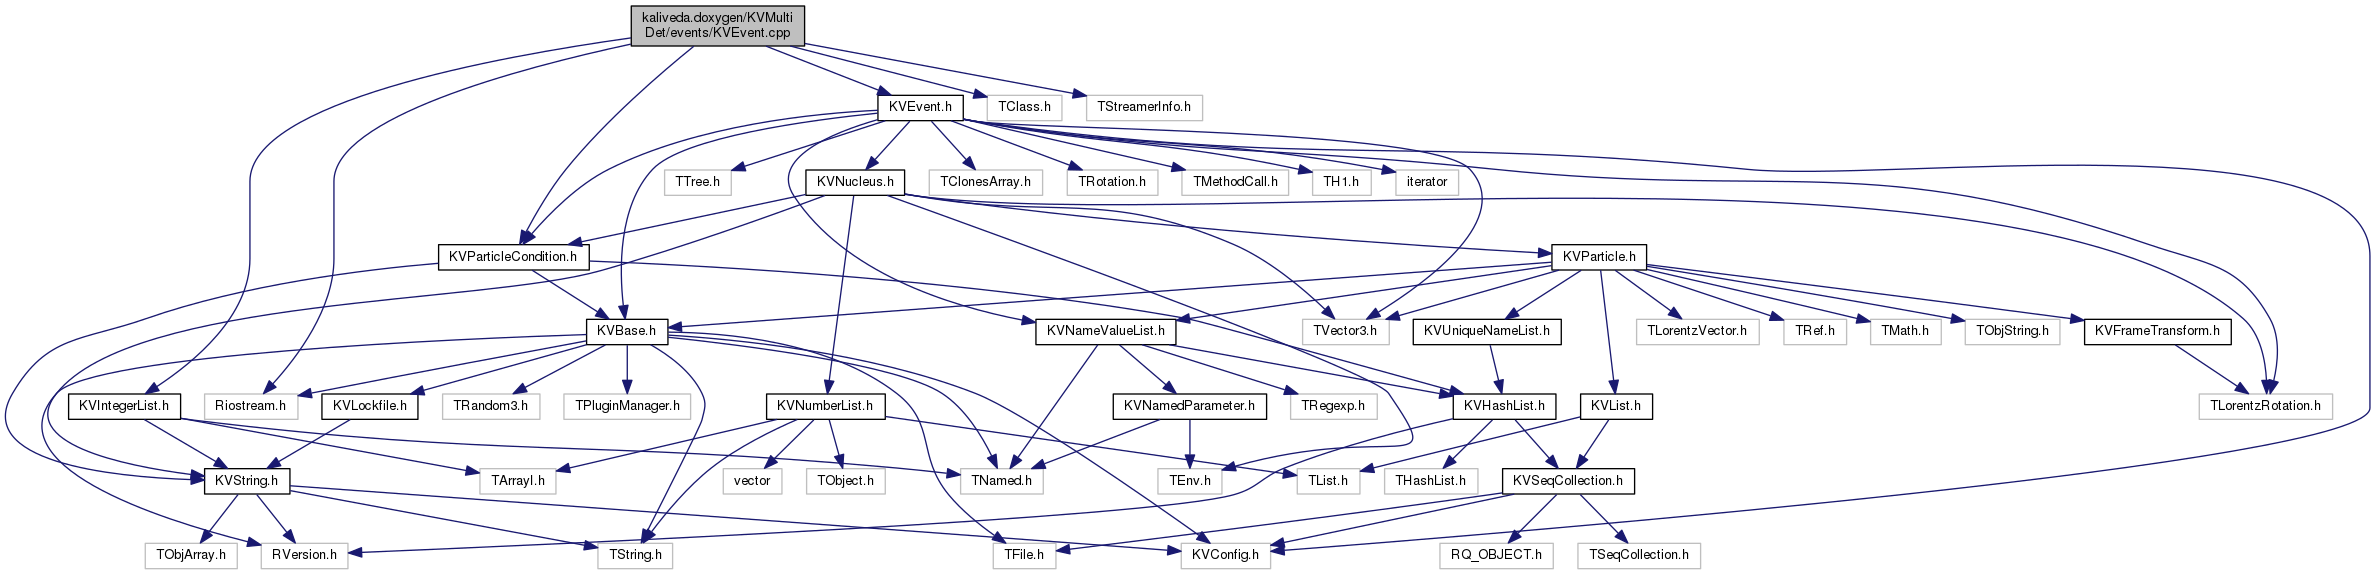 kaliveda.doxygen/KVMulti
Det/events/KVEvent.cpp
KVEvent.h
TClass.h
TStreamerInfo.h
TTree.h
KVNucleus.h
TClonesArray.h
TRotation.h
TMethodCall.h
TH1.h
iterator
KVParticleCondition.h
KVParticle.h
KVBase.h
KVNameValueList.h
TVector3.h
KVUniqueNameList.h
TLorentzVector.h
TRef.h
TMath.h
TObjString.h
KVFrameTransform.h
KVIntegerList.h
Riostream.h
KVLockfile.h
TRandom3.h
TPluginManager.h
KVNumberList.h
KVNamedParameter.h
TRegexp.h
KVHashList.h
KVList.h
TLorentzRotation.h
KVString.h
TArrayI.h
vector
TObject.h
TNamed.h
TEnv.h
TList.h
THashList.h
KVSeqCollection.h
TObjArray.h
RVersion.h
TString.h
TFile.h
KVConfig.h
RQ_OBJECT.h
TSeqCollection.h